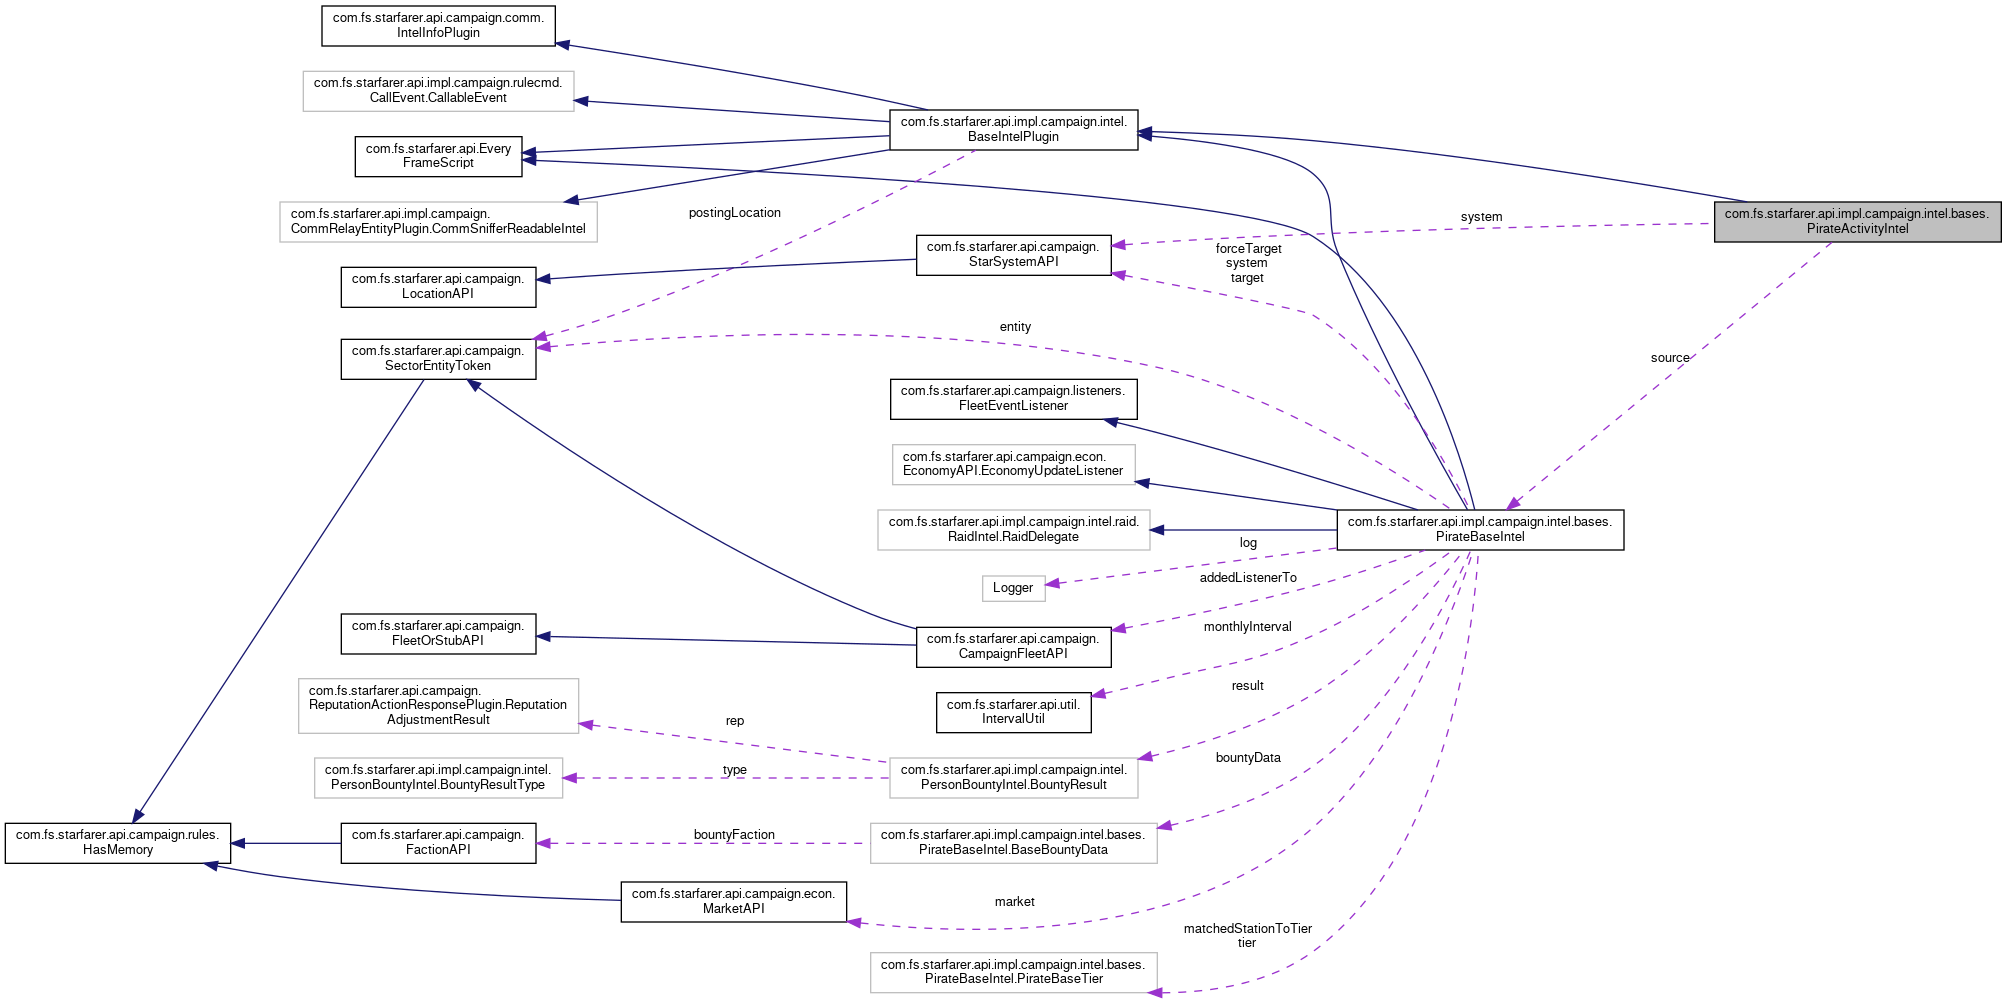 com.fs.starfarer.api.campaign.comm.
IntelInfoPlugin
com.fs.starfarer.api.impl.campaign.rulecmd.
CallEvent.CallableEvent
com.fs.starfarer.api.impl.campaign.intel.
BaseIntelPlugin
com.fs.starfarer.api.Every
FrameScript
com.fs.starfarer.api.impl.campaign.
CommRelayEntityPlugin.CommSnifferReadableIntel
postingLocation
system
com.fs.starfarer.api.impl.campaign.intel.bases.
PirateActivityIntel
com.fs.starfarer.api.campaign.
StarSystemAPI
forceTarget
system
target
com.fs.starfarer.api.campaign.
LocationAPI
entity
com.fs.starfarer.api.campaign.
SectorEntityToken
source
com.fs.starfarer.api.campaign.listeners.
FleetEventListener
com.fs.starfarer.api.campaign.econ.
EconomyAPI.EconomyUpdateListener
com.fs.starfarer.api.impl.campaign.intel.raid.
RaidIntel.RaidDelegate
com.fs.starfarer.api.impl.campaign.intel.bases.
PirateBaseIntel
log
Logger
addedListenerTo
com.fs.starfarer.api.campaign.
FleetOrStubAPI
com.fs.starfarer.api.campaign.
CampaignFleetAPI
monthlyInterval
com.fs.starfarer.api.util.
IntervalUtil
result
com.fs.starfarer.api.campaign.
ReputationActionResponsePlugin.Reputation
AdjustmentResult
rep
com.fs.starfarer.api.impl.campaign.intel.
PersonBountyIntel.BountyResultType
type
com.fs.starfarer.api.impl.campaign.intel.
PersonBountyIntel.BountyResult
bountyData
com.fs.starfarer.api.campaign.rules.
HasMemory
com.fs.starfarer.api.campaign.
FactionAPI
bountyFaction
com.fs.starfarer.api.impl.campaign.intel.bases.
PirateBaseIntel.BaseBountyData
com.fs.starfarer.api.campaign.econ.
MarketAPI
market
matchedStationToTier
tier
com.fs.starfarer.api.impl.campaign.intel.bases.
PirateBaseIntel.PirateBaseTier